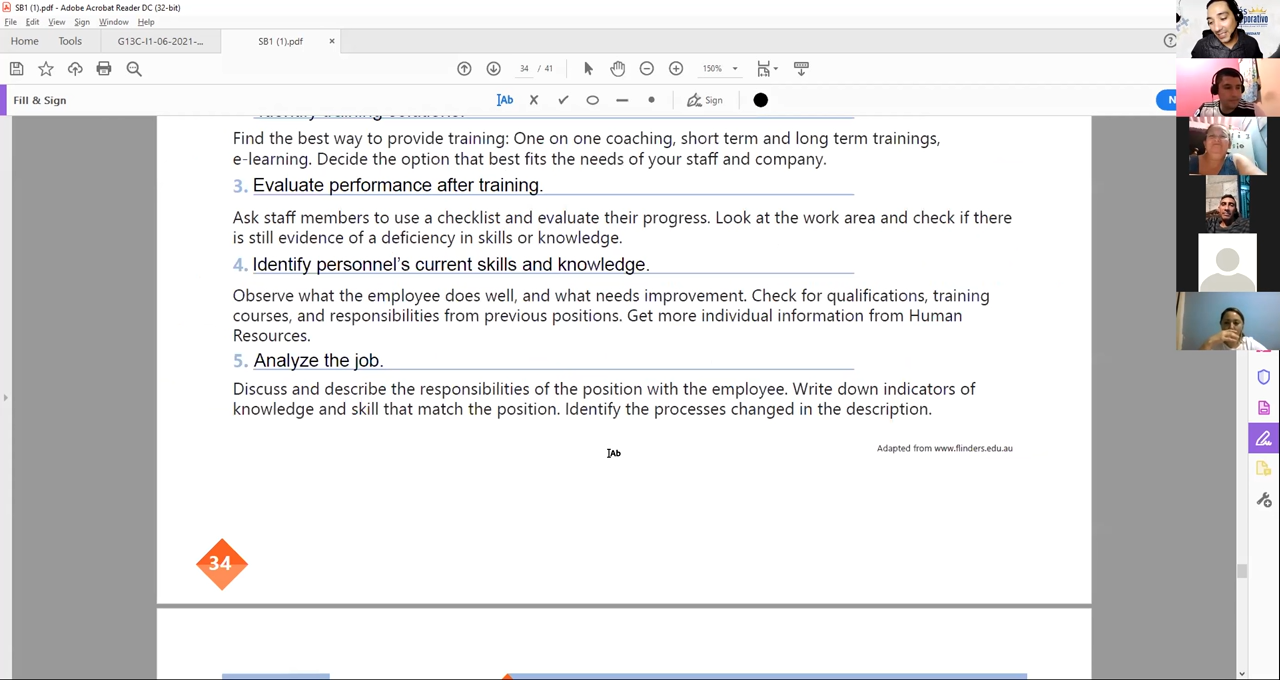 SB1 (1).pdf - Adobe Acrobat Reader DC (32-bit)
File Edit View Sign Window Help
Home Tools G13C-I1-06-2021-... SB1 (1).pdf ×
34 / 41 150%
Fill & Sign Ab Sign
Identify training solutions.
Find the best way to provide training: One on one coaching, short term and long term trainings,
e-learning. Decide the option that best fits the needs of your staff and company.
3. Evaluate performance after training.
Ask staff members to use a checklist and evaluate their progress. Look at the work area and check if there
is still evidence of a deficiency in skills or knowledge.
4. Identify personnel's current skills and knowledge.
Observe what the employee does well, and what needs improvement. Check for qualifications, training
courses, and responsibilities from previous positions. Get more individual information from Human
Resources.
5. Analyze the job.
Discuss and describe the responsibilities of the position with the employee. Write down indicators of
knowledge and skill that match the position. Identify the processes changed in the description.
Ab
Adapted from www.flinders.edu.au
34